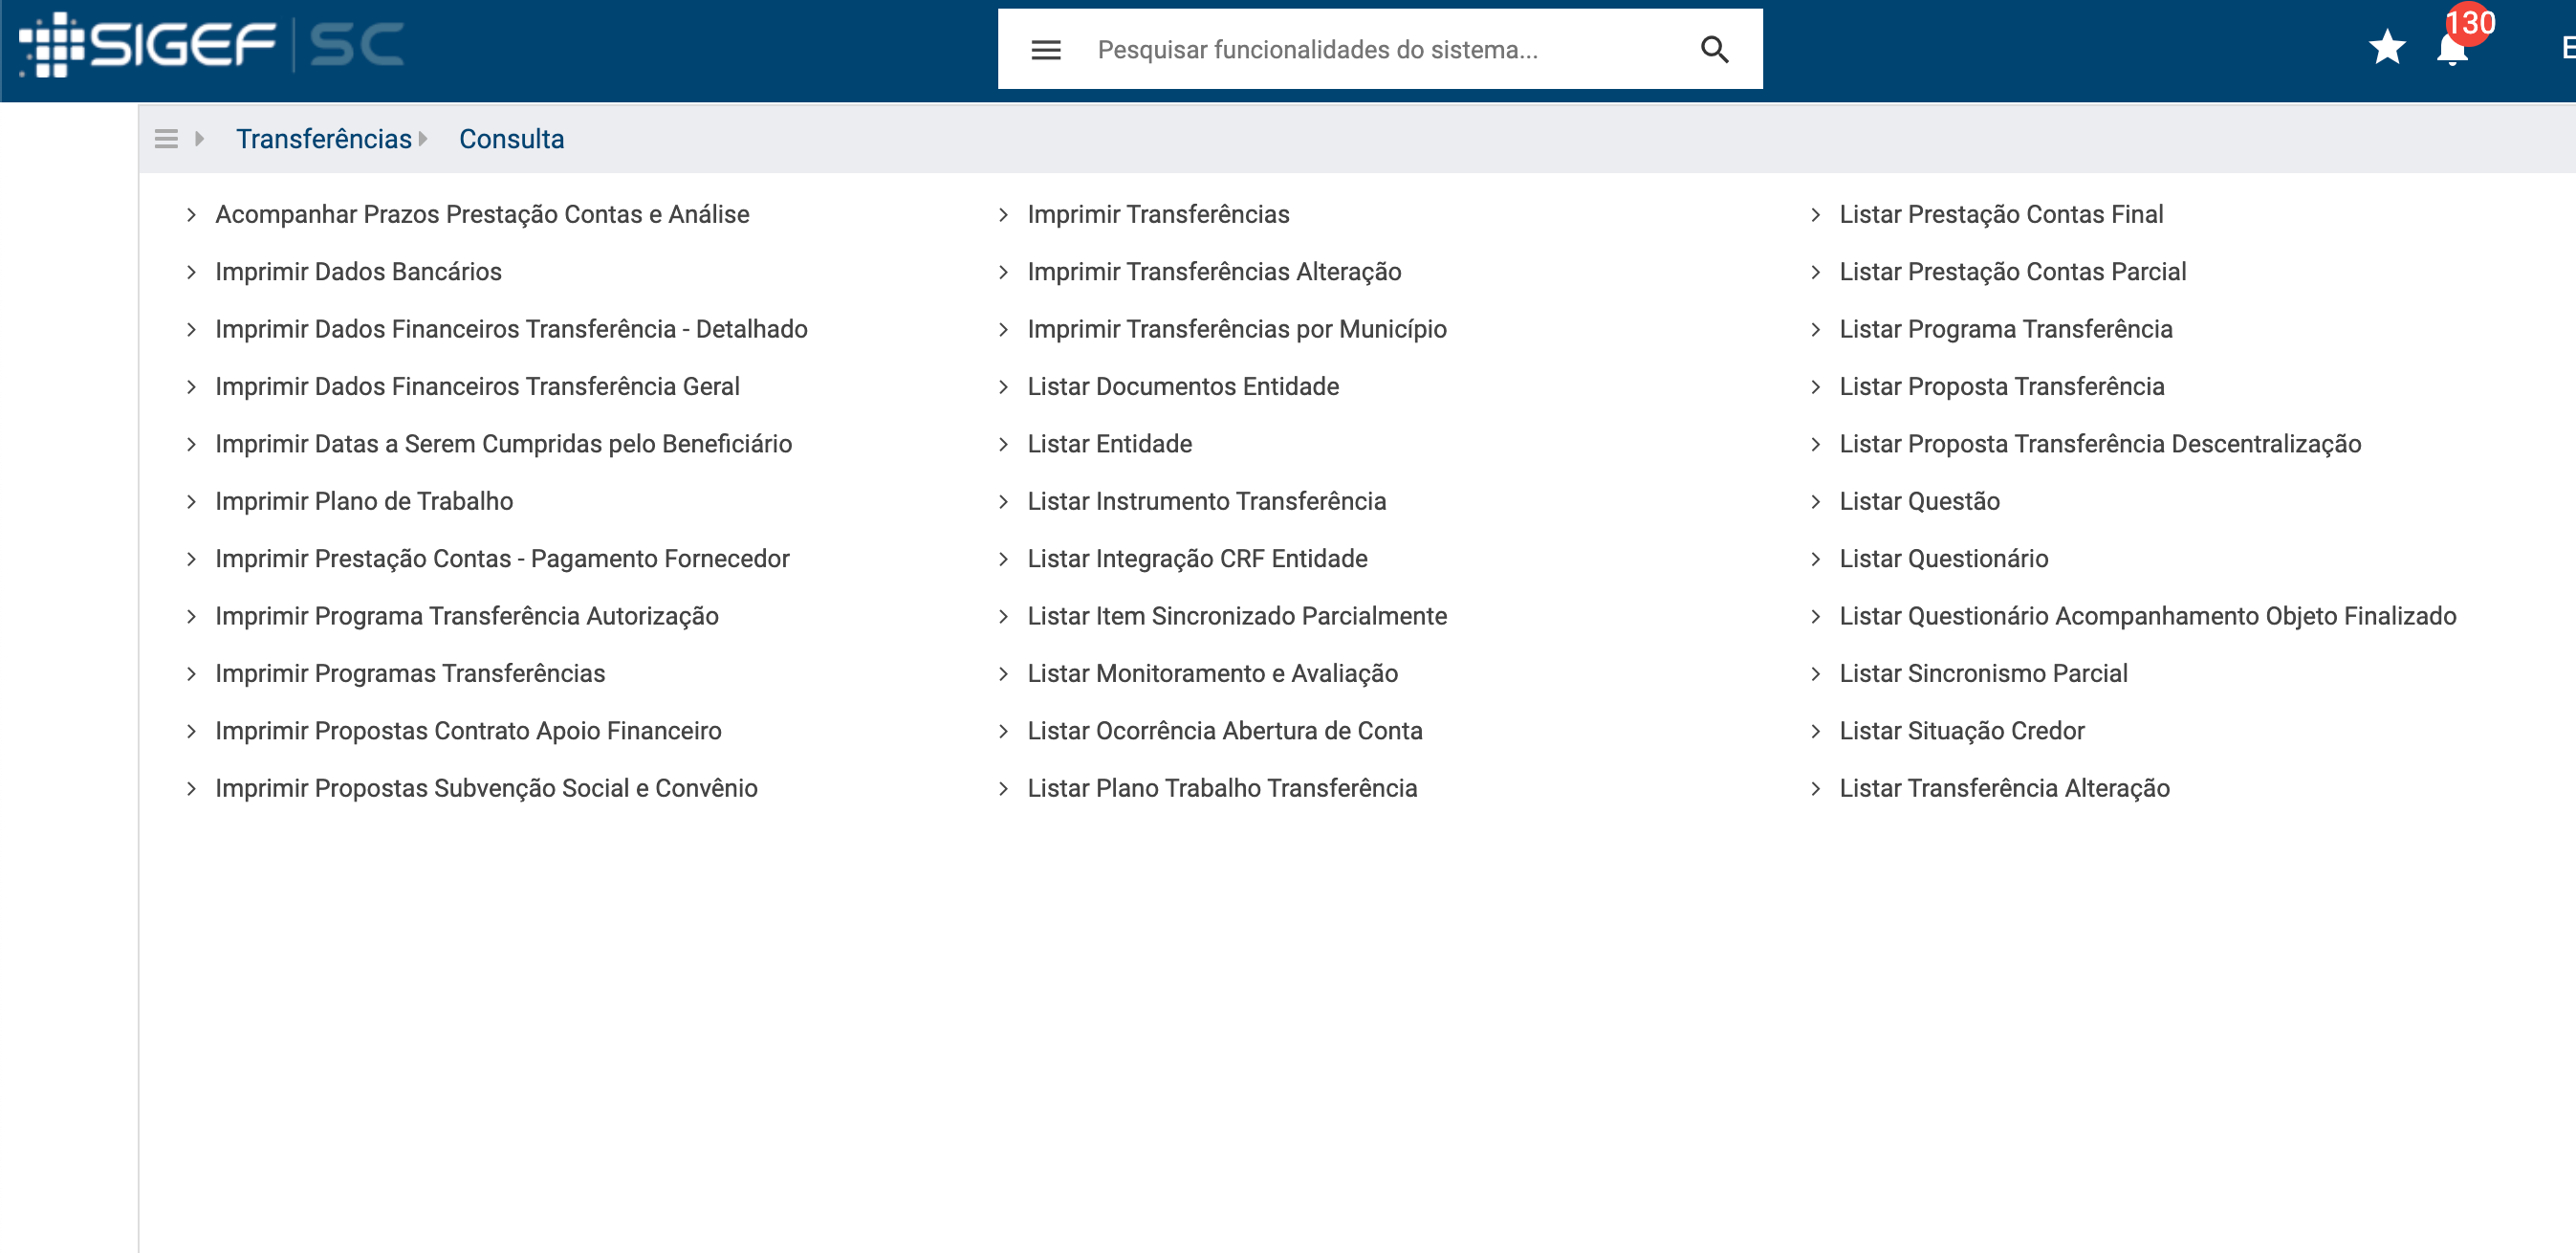 SIGEF SC
Pesquisar funcionalidades do sistema...
130
E
Transferências
Consulta
Acompanhar Prazos Prestação Contas e Análise
Imprimir Dados Bancários
Imprimir Dados Financeiros Transferência - Detalhado
Imprimir Dados Financeiros Transferência Geral
Imprimir Datas a Serem Cumpridas pelo Beneficiário
Imprimir Plano de Trabalho
Imprimir Prestação Contas - Pagamento Fornecedor
Imprimir Programa Transferência Autorização
Imprimir Programas Transferências
Imprimir Propostas Contrato Apoio Financeiro
Imprimir Propostas Subvenção Social e Convênio
Imprimir Transferências
Imprimir Transferências Alteração
Imprimir Transferências por Município
Listar Documentos Entidade
Listar Entidade
Listar Instrumento Transferência
Listar Integração CRF Entidade
Listar Item Sincronizado Parcialmente
Listar Monitoramento e Avaliação
Listar Ocorrência Abertura de Conta
Listar Plano Trabalho Transferência
Listar Prestação Contas Final
Listar Prestação Contas Parcial
Listar Programa Transferência
Listar Proposta Transferência
Listar Proposta Transferência Descentralização
Listar Questão
Listar Questionário
Listar Questionário Acompanhamento Objeto Finalizado
Listar Sincronismo Parcial
Listar Situação Credor
Listar Transferência Alteração